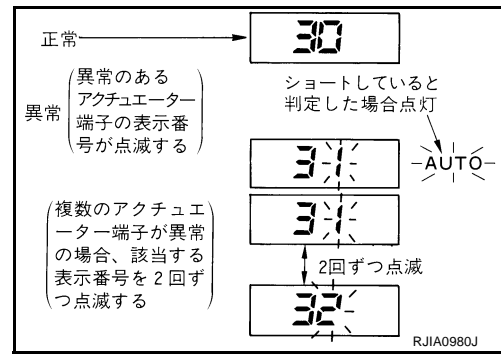 正常
30
異常のある
アクチュエーター
端子の表示番
号が点滅する
異常
ショートしていると
判定した場合点灯
31
AUTO
31
複数のアクチュエ
ーター端子が異常
の場合、該当する
表示番号を2回ず
つ点滅する
2回ずつ点滅
32
RJIA0980J